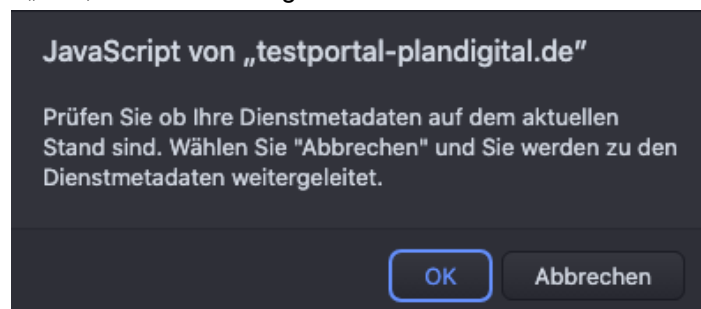 JavaScript von „testportal-plandigital.de”
Prüfen Sie ob Ihre Dienstmetadaten auf dem aktuellen
Stand sind. Wählen Sie "Abbrechen" und Sie werden zu den
Dienstmetadaten weitergeleitet.
OK Abbrechen